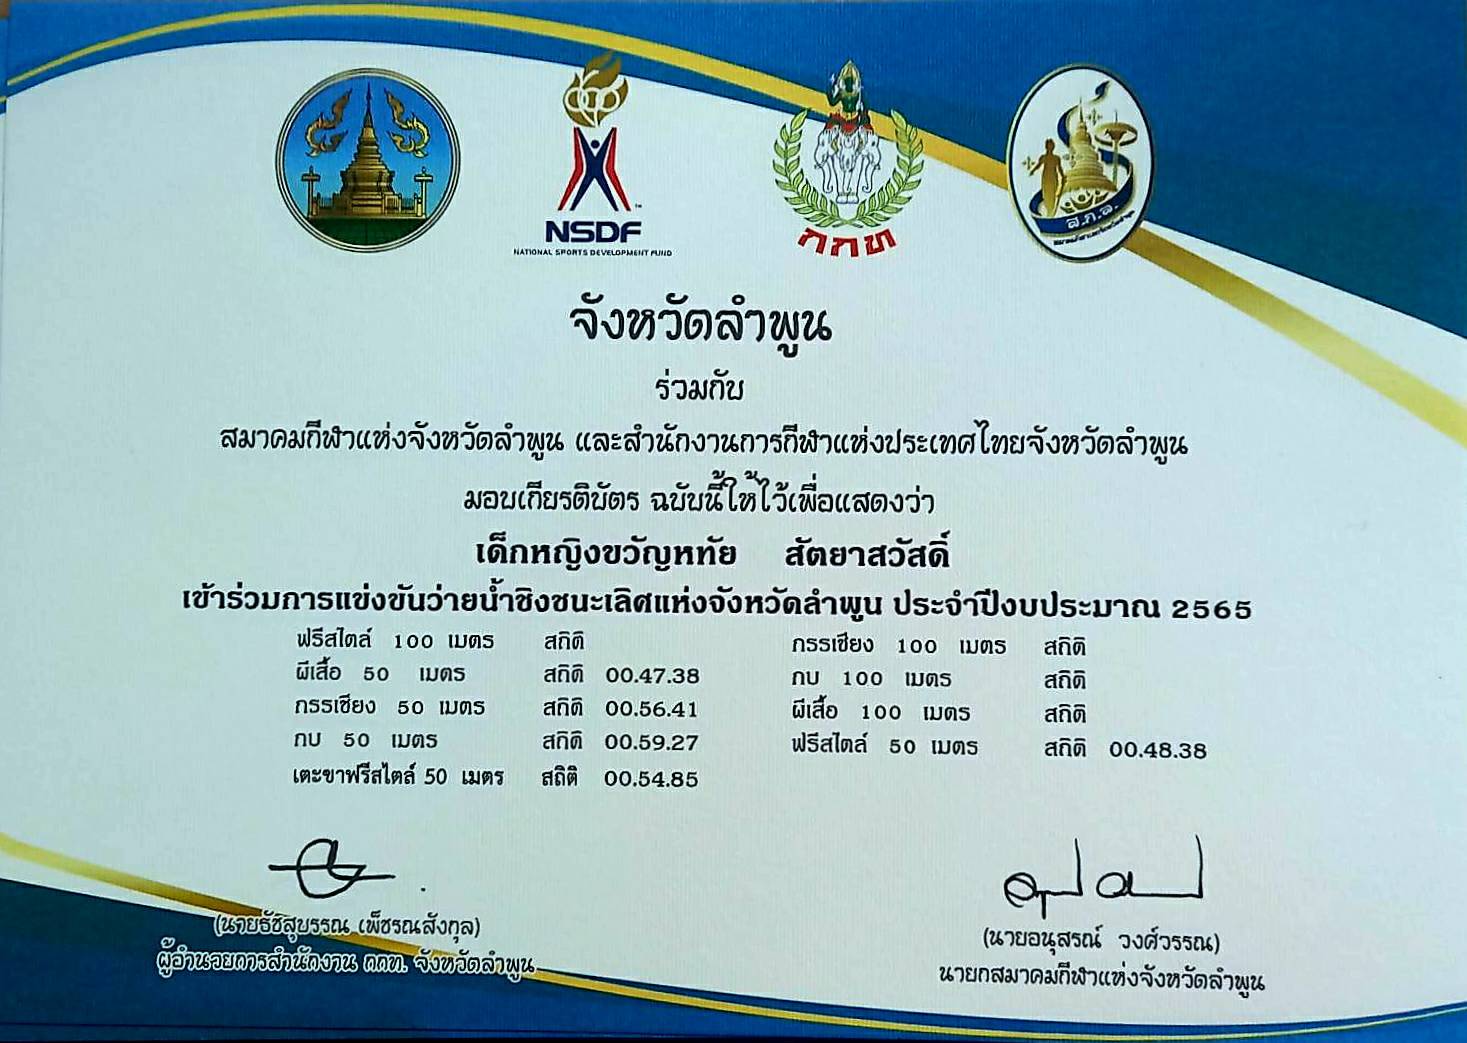 NSDF
NATIONAL SPORTS DEVELOPMENT FUND
กกท
ส.ก.ล.
จังหวัดลำพูน
ร่วมกับ
สมาคมกีฬาแห่งจังหวัดลำพูน และสำนักงานการกีฬาแห่งประเทศไทยจังหวัดลำพูน
มอบเกียรติบัตร ฉบับนี้ให้ไว้เพื่อแสดงว่า
เด็กหญิงขวัญหทัย สัตยาสวัสดิ์
เข้าร่วมการแข่งขันว่ายน้ำชิงชนะเลิศแห่งจังหวัดลำพูน ประจำปีงบประมาณ 2565
ฟรีสไตล์ 100 เมตร สถิติ
ผีเสื้อ 50 เมตร สถิติ 00.47.38
กรรเชียง 50 เมตร สถิติ 00.56.41
กบ 50 เมตร สถิติ 00.59.27
เตะขาฟรีสไตล์ 50 เมตร สถิติ 00.54.85
กรรเชียง 100 เมตร สถิติ
กบ 100 เมตร สถิติ
ผีเสื้อ 100 เมตร สถิติ
ฟรีสไตล์ 50 เมตร สถิติ 00.48.38
(นายธัชสุบรรณ เพ็ชรณสังกุล)
ผู้อำนวยการสำนักงาน กกท. จังหวัดลำพูน
(นายอนุสรณ์ วงศ์วรรณ)
นายกสมาคมกีฬาแห่งจังหวัดลำพูน